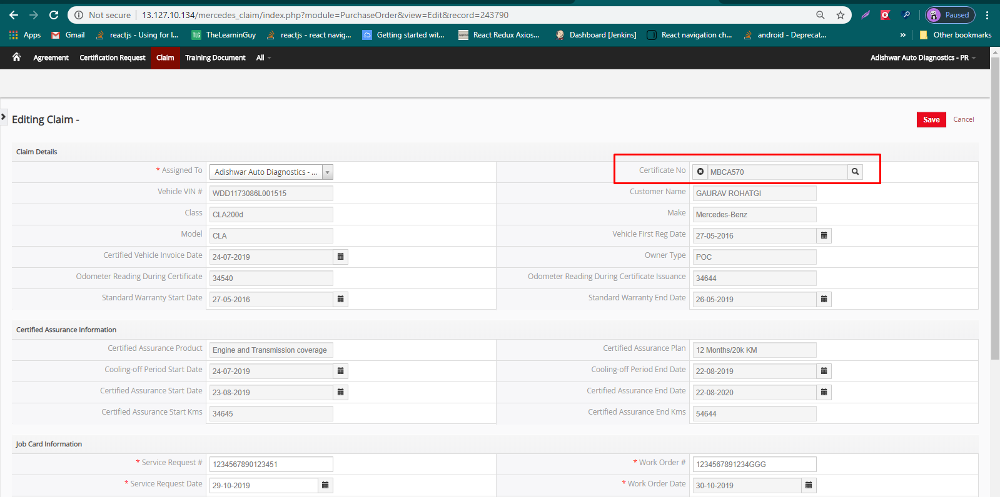 Not secure | 13.127.10.134/mercedes_claim/index.php?module=PurchaseOrder&view=Edit&record=243790 Paused
Apps Gmail reactjs - Using for l... TLG TheLearnGuy reactjs - react navig... Getting started wit... React Redux Axios... Dashboard [Jenkins] React navigation ch... android - Deprecat... » Other bookmarks
Agreement Certification Request Claim Training Document All Adishwar Auto Diagnostics - PR
Editing Claim - Save Cancel
Claim Details
* Assigned To Adishwar Auto Diagnostics - ... Certificate No MBCA570
Vehicle VIN # WDD1173086L001515 Customer Name GAURAV ROHATGI
Class CLA200d Make Mercedes-Benz
Model CLA Vehicle First Reg Date 27-05-2016
Certified Vehicle Invoice Date 24-07-2019 Owner Type POC
Odometer Reading During Certificate 34540 Odometer Reading During Certificate Issuance 34644
Standard Warranty Start Date 27-05-2016 Standard Warranty End Date 26-05-2019
Certified Assurance Information
Certified Assurance Product Engine and Transmission coverage Certified Assurance Plan 12 Months/20k KM
Cooling-off Period Start Date 24-07-2019 Cooling-off Period End Date 22-08-2019
Certified Assurance Start Date 23-08-2019 Certified Assurance End Date 22-08-2020
Certified Assurance Start Kms 34645 Certified Assurance End Kms 54644
Job Card Information
* Service Request # 1234567890123451 * Work Order # 1234567891234GGG
* Service Request Date 29-10-2019 * Work Order Date 30-10-2019